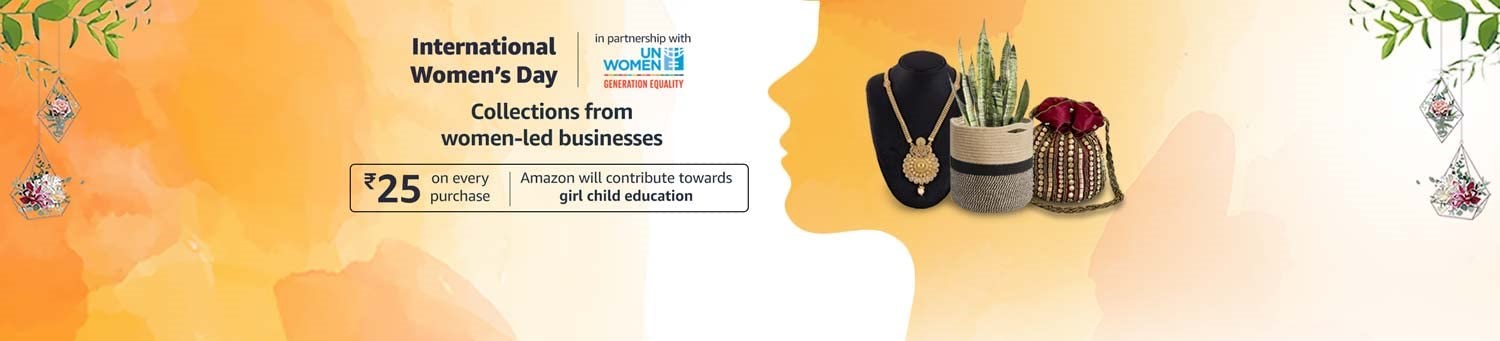 International
Women's Day
in partnership with
UN
WOMEN
GENERATION EQUALITY
Collections from
women-led businesses
₹25
on every
purchase
Amazon will contribute towards
girl child education